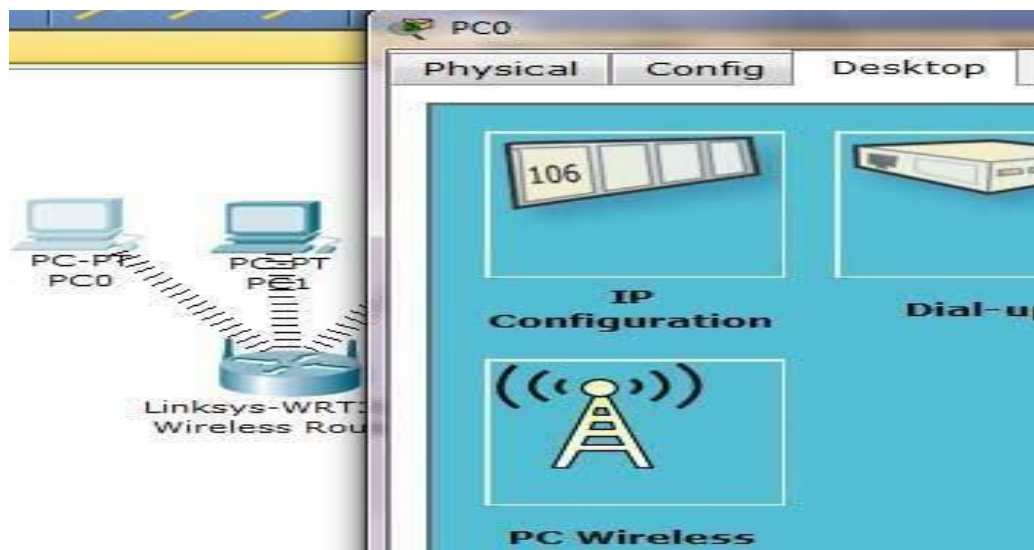 PC0
Physical
Config
Desktop
106
PC-PT
PC0
PC-PT
PC1
IP
Configuration
Dial-up
Linksys-WRT
Wireless Rou
PC Wireless